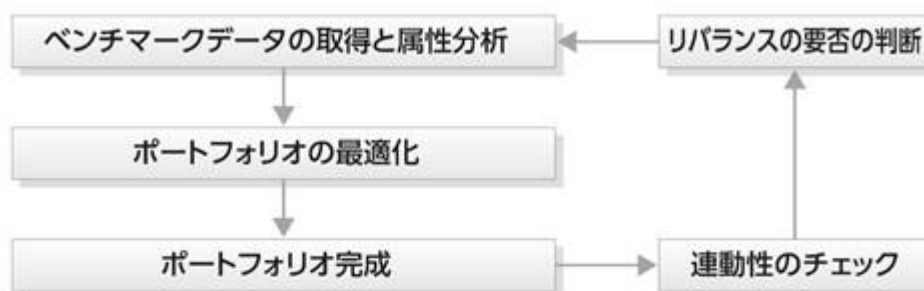 ベンチマークデータの取得と属性分析
リバランスの要否の判断
ポートフォリオの最適化
ポートフォリオ完成
連動性のチェック